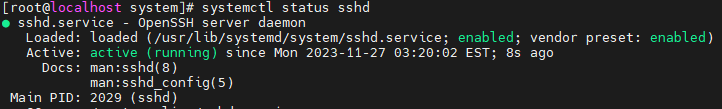 [root@localhost system]# systemctl status sshd
● sshd.service - OpenSSH server daemon
Loaded: loaded (/usr/lib/systemd/system/sshd.service; enabled; vendor preset: enabled)
Active: active (running) since Mon 2023-11-27 03:20:02 EST; 8s ago
Docs: man:sshd(8)
man:sshd_config(5)
Main PID: 2029 (sshd)